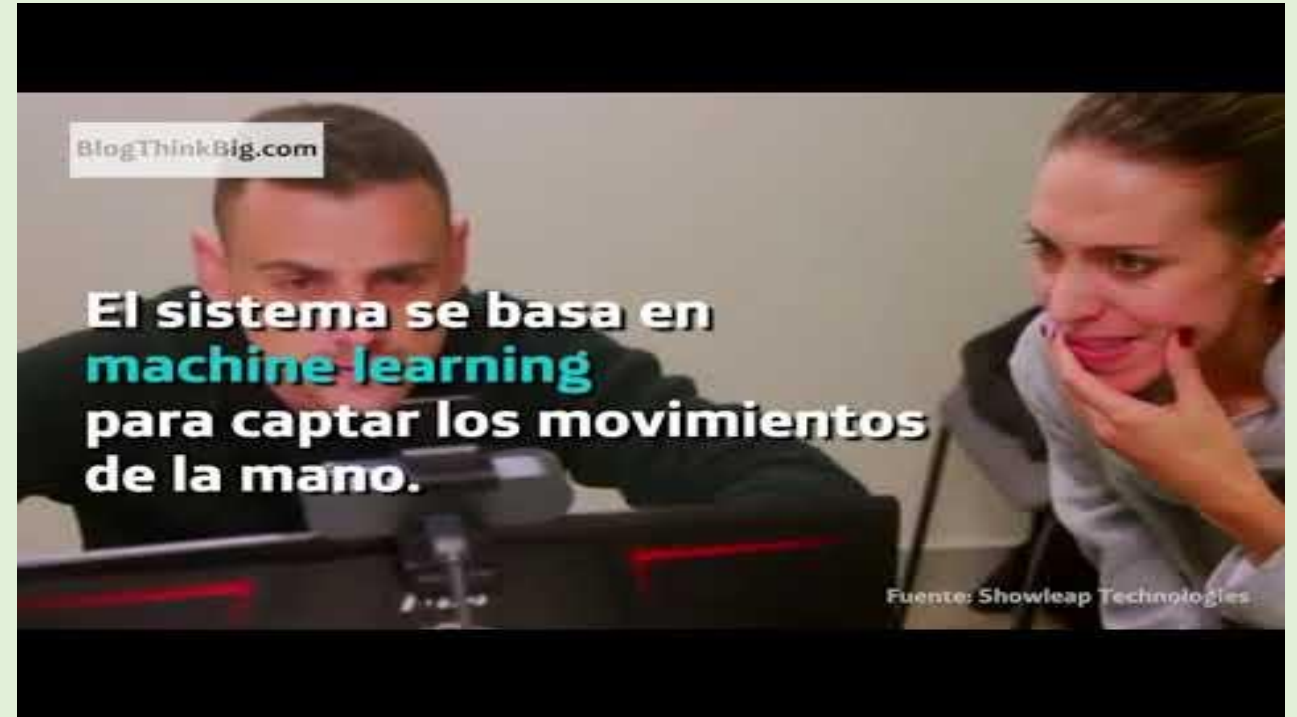 BlogThinkBig.com
El sistema se basa en
machine learning
para captar los movimientos
de la mano.
Fuente: Showleap Technologies